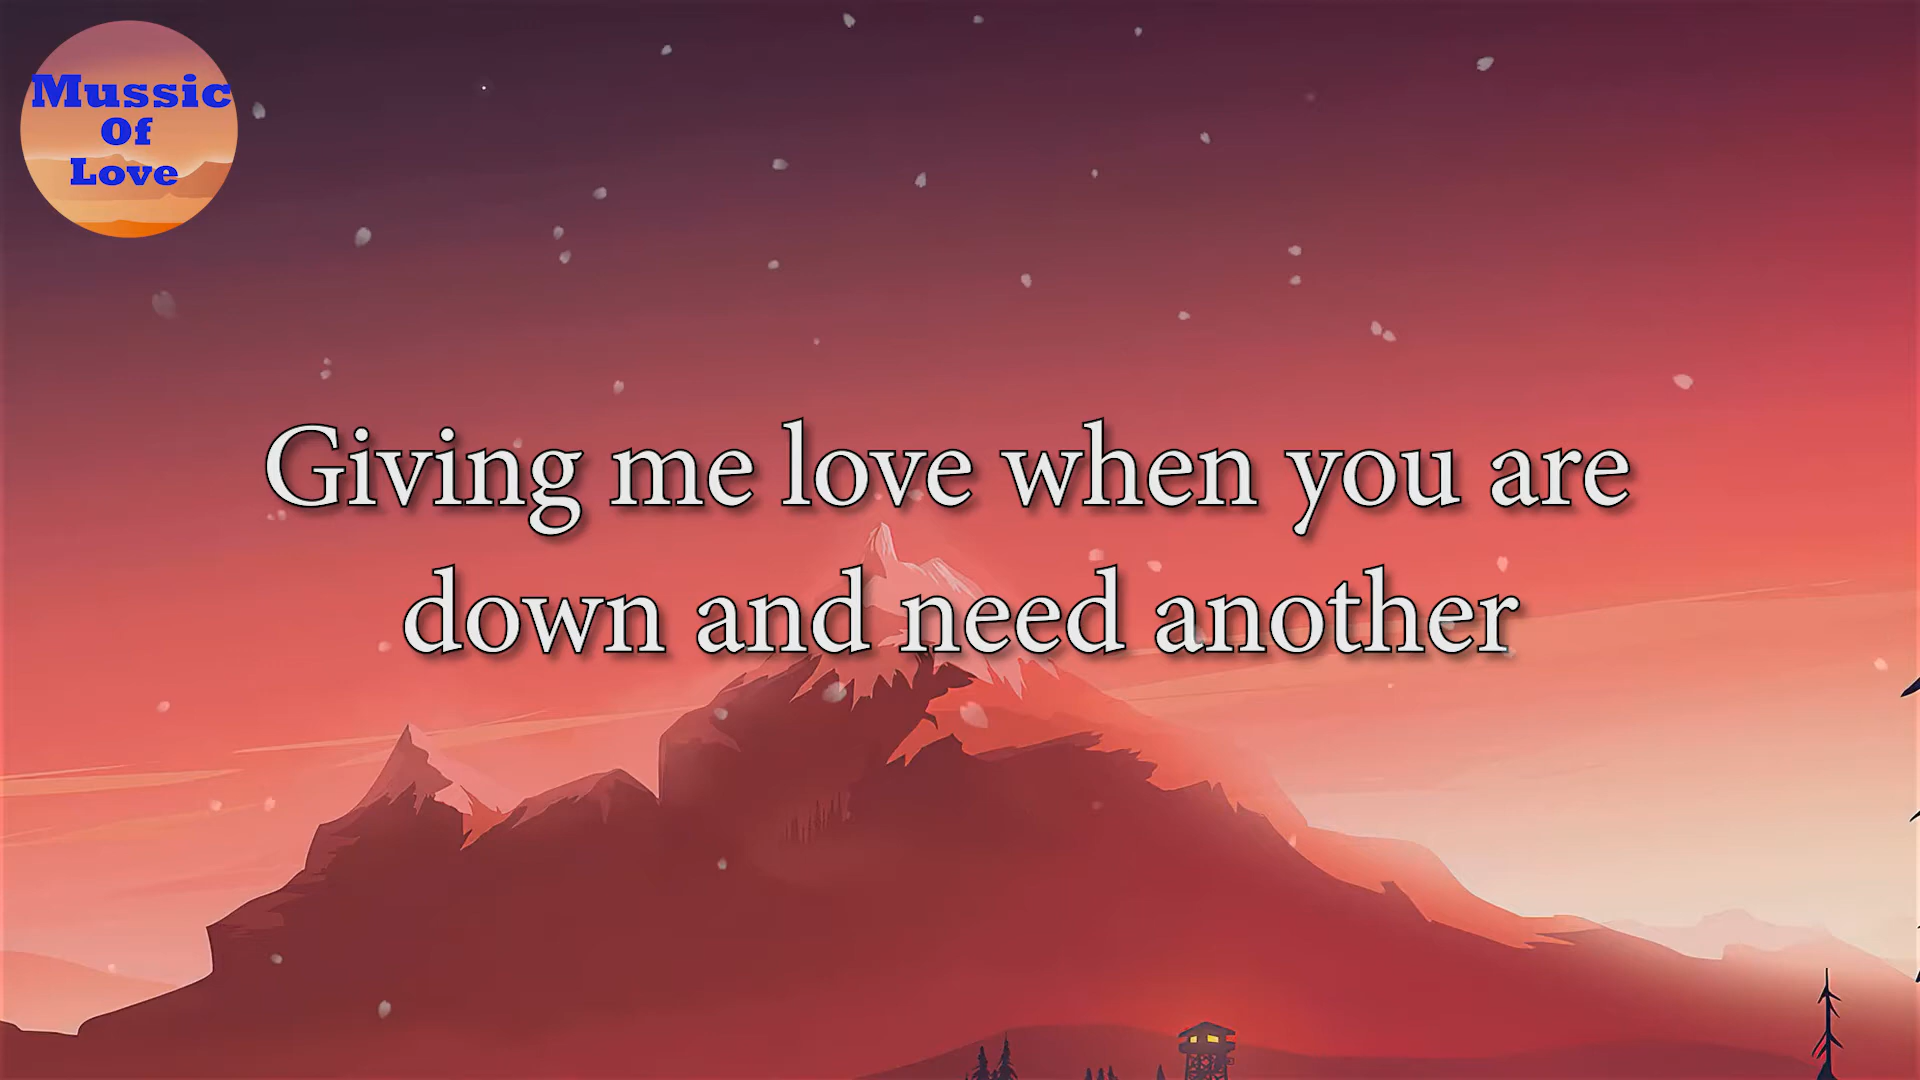 Mussic
Of
Love
Giving me love when you are
down and need another